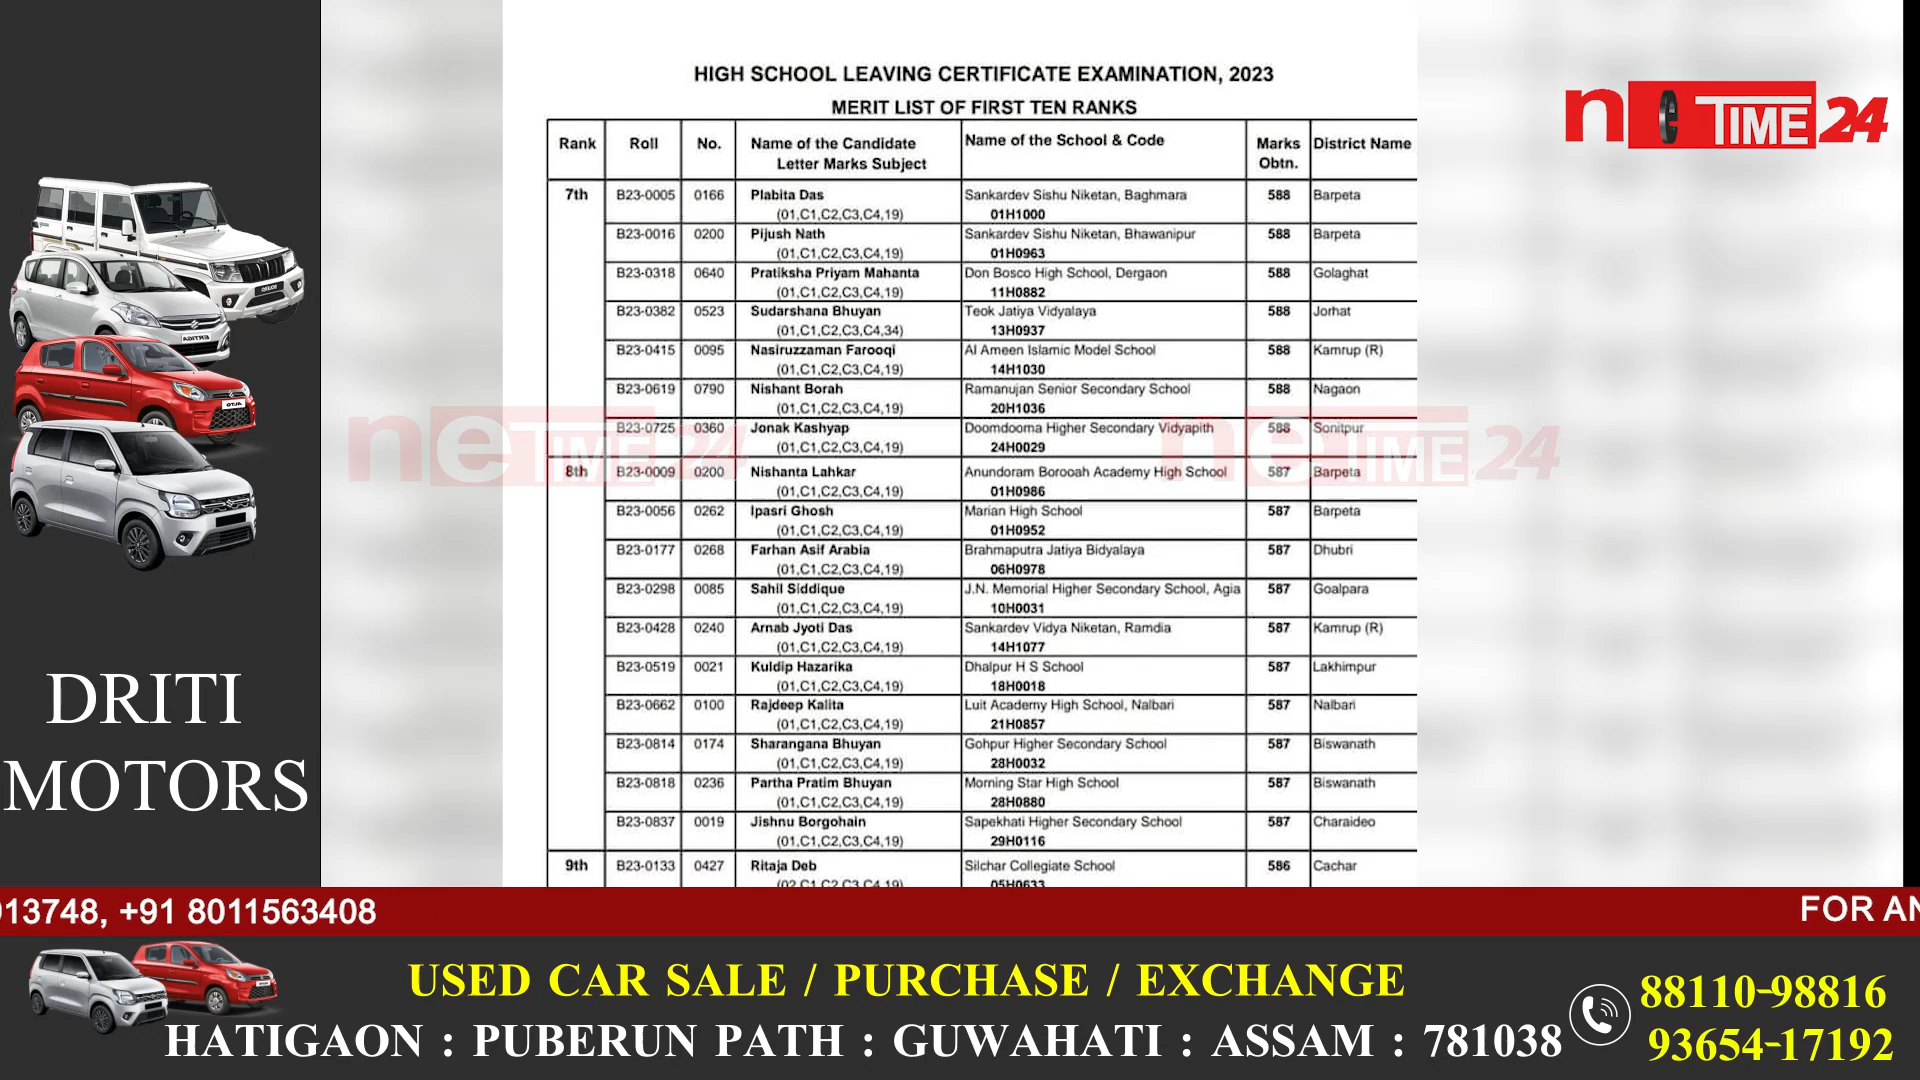 HIGH SCHOOL LEAVING CERTIFICATE EXAMINATION, 2023
MERIT LIST OF FIRST TEN RANKS
Rank Roll No. Name of the Candidate Letter Marks Subject Name of the School & Code Marks Obtn. District Name
7th B23-0005 0166 Plabita Das Sankardev Sishu Niketan, Baghmara 588 Barpeta
(01,C1,C2,C3,C4,19) 01H1000
B23-0016 0200 Pijush Nath Sankardev Sishu Niketan, Bhawanipur 588 Barpeta
(01,C1,C2,C3,C4,19) 01H0963
B23-0318 0640 Pratiksha Priyam Mahanta Don Bosco High School, Dergaon 588 Golaghat
(01,C1,C2,C3,C4,19) 11H0882
B23-0382 0523 Sudarshana Bhuyan Teok Jatiya Vidyalaya 588 Jorhat
(01,C1,C2,C3,C4,34) 13H0937
B23-0415 0095 Nasiruzzaman Farooqi Al Ameen Islamic Model School 588 Kamrup (R)
(01,C1,C2,C3,C4,19) 14H1030
B23-0619 0790 Nishant Borah Ramanujan Senior Secondary School 588 Nagaon
(01,C1,C2,C3,C4,19) 20H1036
B23-0725 0360 Jonak Kashyap Doomdooma Higher Secondary Vidyapith 588 Sonitpur
(01,C1,C2,C3,C4,19) 24H0029
8th B23-0009 0200 Nishanta Lahkar Anundoram Borooah Academy High School 587 Barpeta
(01,C1,C2,C3,C4,19) 01H0986
B23-0056 0262 Ipasri Ghosh Marian High School 587 Barpeta
(01,C1,C2,C3,C4,19) 01H0952
B23-0177 0268 Farhan Asif Arabia Brahmaputra Jatiya Bidyalaya 587 Dhubri
(01,C1,C2,C3,C4,19) 06H0978
B23-0298 0085 Sahil Siddique J.N. Memorial Higher Secondary School, Agia 587 Goalpara
(01,C1,C2,C3,C4,19) 10H0031
B23-0428 0240 Arnab Jyoti Das Sankardev Vidya Niketan, Ramdia 587 Kamrup (R)
(01,C1,C2,C3,C4,19) 14H1077
B23-0519 0021 Kuldip Hazarika Dhalpur H S School 587 Lakhimpur
(01,C1,C2,C3,C4,19) 18H0018
B23-0662 0100 Rajdeep Kalita Luit Academy High School, Nalbari 587 Nalbari
(01,C1,C2,C3,C4,19) 21H0857
B23-0814 0174 Sharangana Bhuyan Gohpur Higher Secondary School 587 Biswanath
(01,C1,C2,C3,C4,19) 28H0032
B23-0818 0236 Partha Pratim Bhuyan Morning Star High School 587 Biswanath
(01,C1,C2,C3,C4,19) 28H0880
B23-0837 0019 Jishnu Borgohain Sapekhati Higher Secondary School 587 Charaideo
(01,C1,C2,C3,C4,19) 29H0116
9th B23-0133 0427 Ritaja Deb Silchar Collegiate School 586 Cachar
(02,C1,C2,C3,C4,19) 05H0633
ne TIME 24
ne TIME 24
ne TIME 24
DRITI
MOTORS
013748, +91 8011563408 FOR AN
USED CAR SALE / PURCHASE / EXCHANGE
HATIGAON : PUBERUN PATH : GUWAHATI : ASSAM : 781038
88110-98816
93654-17192